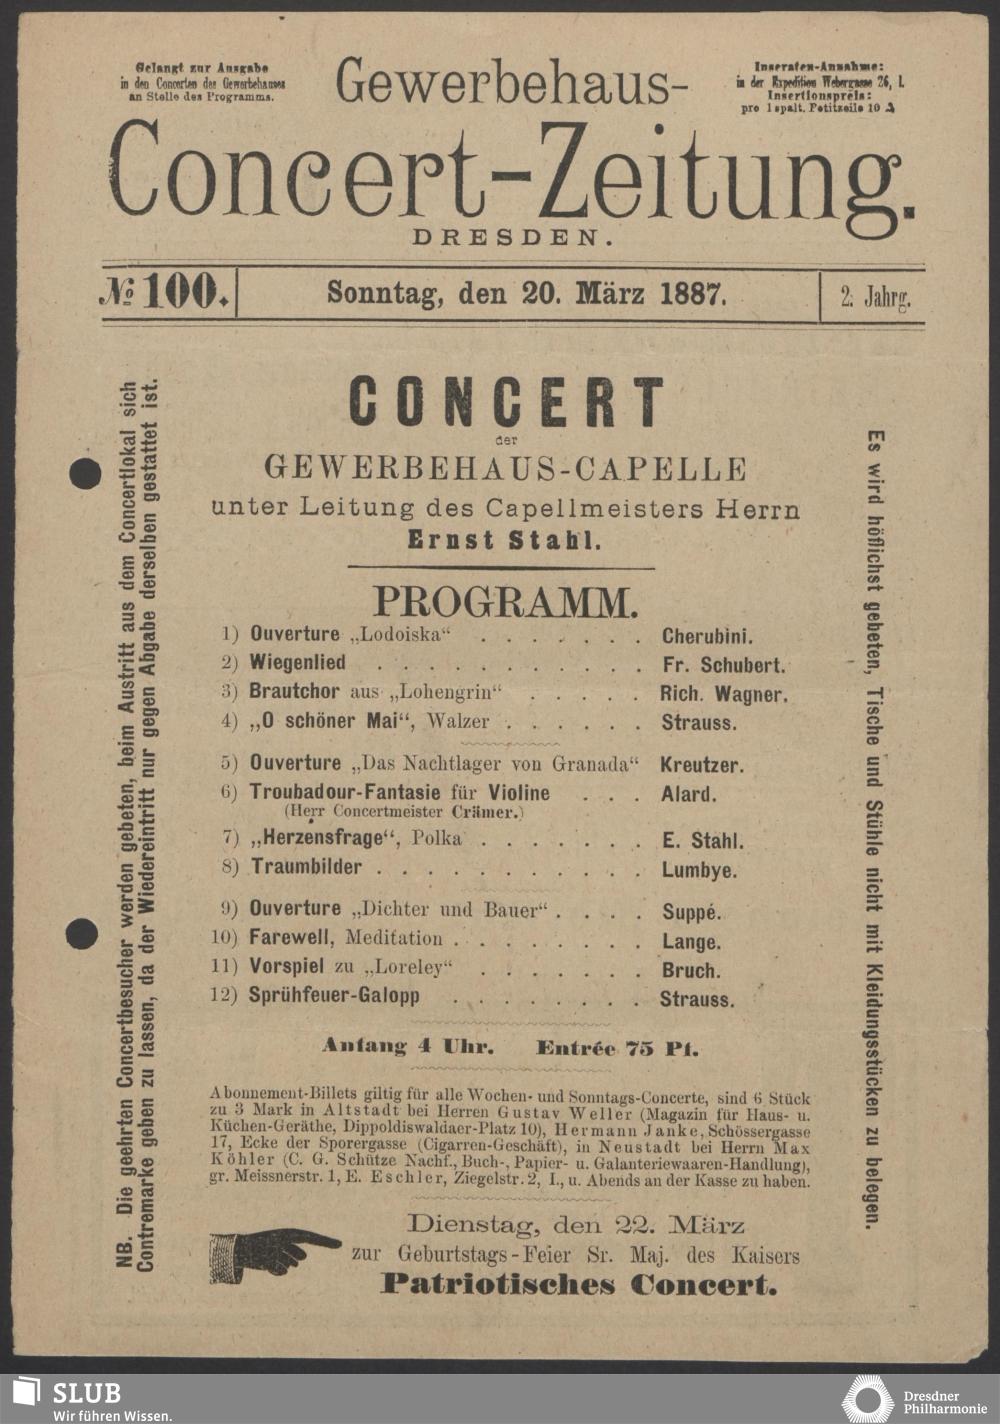 Gelangt zur Ausgabe
in den Concerten des Gewerbehauses
an Stelle des Programms.
Gewerbehaus-
Inseraten-Annahme:
in der Expedition Webergasse 26, I.
Insertionspreis:
pro 1 spalt. Petitzeile 10 ₰
Concert-Zeitung.
DRESDEN.
№ 100.
Sonntag, den 20. März 1887.
2. Jahrg.
NB. Die geehrten Concertbesucher werden gebeten, beim Austritt aus dem Concertlokal sich
Contremarke geben zu lassen, da der Wiedereintritt nur gegen Abgabe derselben gestattet ist.
CONCERT
der
GEWERBEHAUS-CAPELLE
unter Leitung des Capellmeisters Herrn
Ernst Stahl.
PROGRAMM.
1) Ouverture „Lodoiska“ . . . . . . . Cherubini.
2) Wiegenlied . . . . . . . . . . . Fr. Schubert.
3) Brautchor aus „Lohengrin“ . . . . . Rich. Wagner.
4) „O schöner Mai“, Walzer . . . . . . Strauss.
5) Ouverture „Das Nachtlager von Granada“ Kreutzer.
6) Troubadour-Fantasie für Violine . . . Alard.
(Herr Concertmeister Crämer.)
7) „Herzensfrage“, Polka . . . . . . . E. Stahl.
8) Traumbilder . . . . . . . . . . . Lumbye.
9) Ouverture „Dichter und Bauer“ . . . . Suppé.
10) Farewell, Meditation . . . . . . . . Lange.
11) Vorspiel zu „Loreley“ . . . . . . . Bruch.
12) Sprühfeuer-Galopp . . . . . . . . Strauss.
Anfang 4 Uhr. Entrée 75 Pf.
Abonnement-Billets giltig für alle Wochen- und Sonntags-Concerte, sind 6 Stück
zu 3 Mark in Altstadt bei Herren Gustav Weller (Magazin für Haus- u.
Küchen-Geräthe, Dippoldiswaldaer-Platz 10), Hermann Janke, Schössergasse
17, Ecke der Sporergasse (Cigarren-Geschäft), in Neustadt bei Herrn Max
Köhler (C. G. Schütze Nachf., Buch-, Papier- u. Galanteriewaaren-Handlung),
gr. Meissnerstr. 1, E. Eschler, Ziegelstr. 2, I., u. Abends an der Kasse zu haben.
Dienstag, den 22. März
zur Geburtstags-Feier Sr. Maj. des Kaisers
Patriotisches Concert.
Es wird höflichst gebeten, Tische und Stühle nicht mit Kleidungsstücken zu belegen.
SLUB
Wir führen Wissen.
Dresdner
Philharmonie